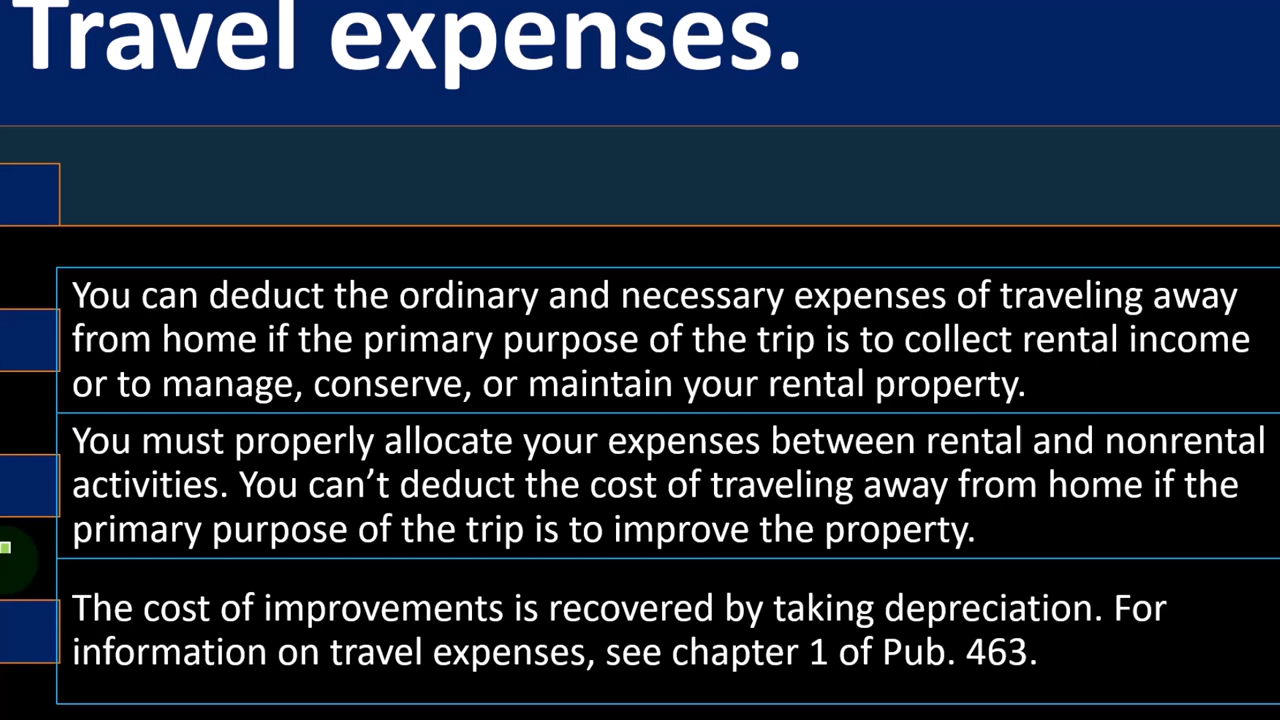 Travel expenses.
You can deduct the ordinary and necessary expenses of traveling away
from home if the primary purpose of the trip is to collect rental income
or to manage, conserve, or maintain your rental property.
You must properly allocate your expenses between rental and nonrental
activities. You can’t deduct the cost of traveling away from home if the
primary purpose of the trip is to improve the property.
The cost of improvements is recovered by taking depreciation. For
information on travel expenses, see chapter 1 of Pub. 463.